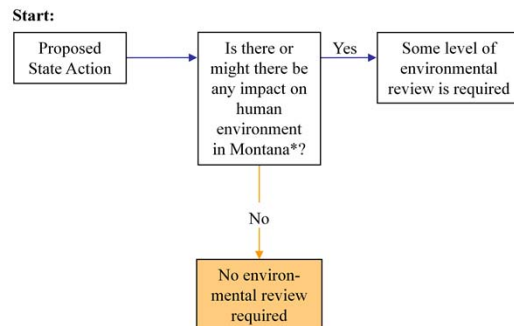 Start:
Proposed
State Action
Is there or
might there be
any impact on
human
environment
in Montana*?
Yes
Some level of
environmental
review is required
No
No environ-
mental review
required